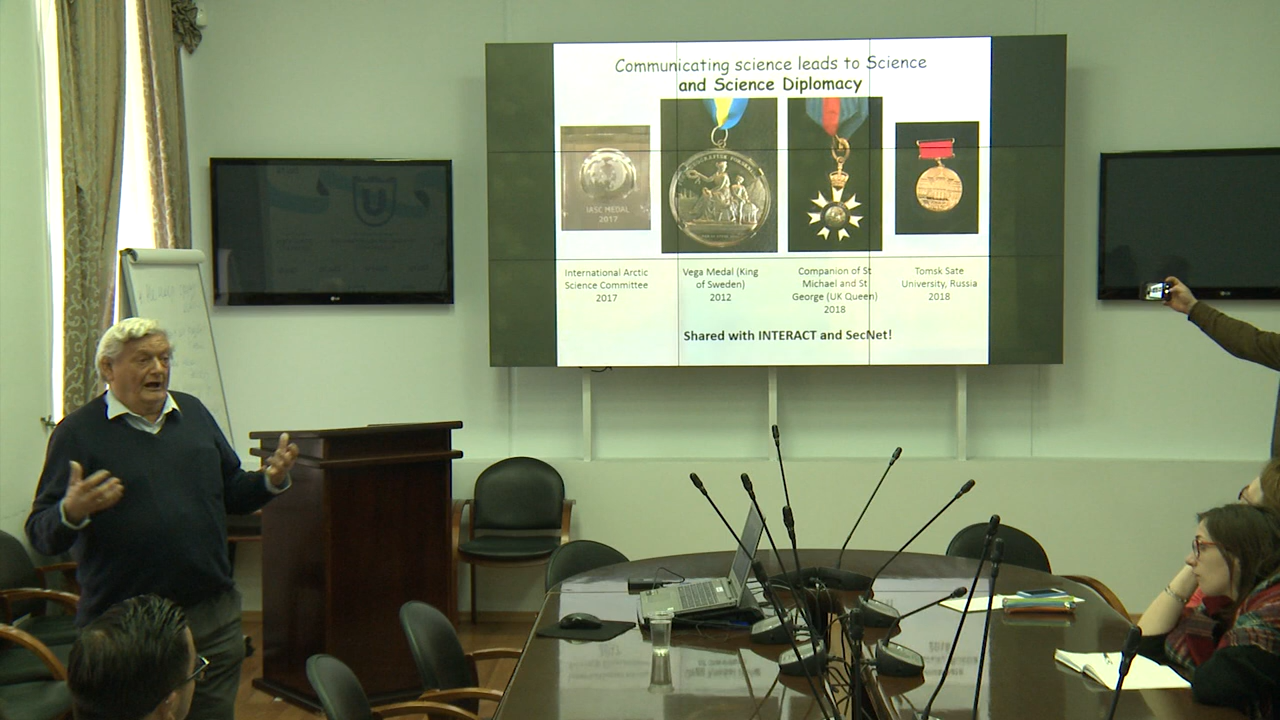 Communicating science leads to Science
and Science Diplomacy
IASC MEDAL
2017
International Arctic
Science Committee
2017
Vega Medal (King
of Sweden)
2012
Companion of St
Michael and St
George (UK Queen)
2018
Tomsk Sate
University, Russia
2018
Shared with INTERACT and SecNet!
LG